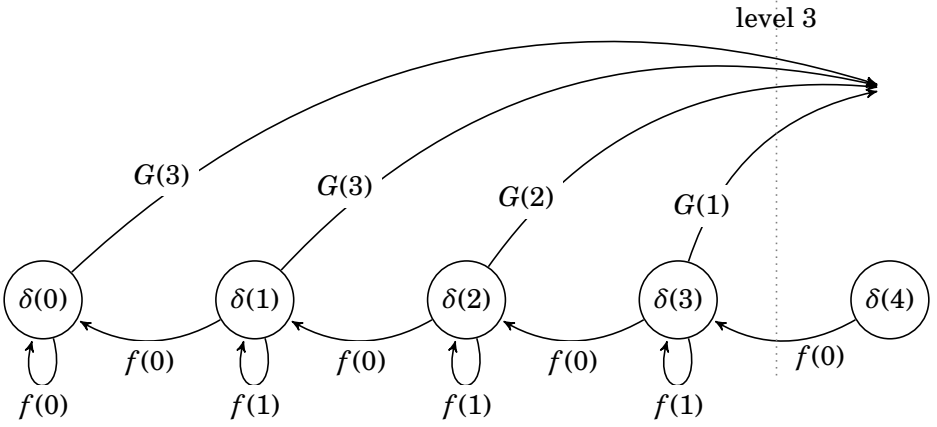 level 3
G(3)
G(3)
G(2)
G(1)
δ(0)
δ(1)
δ(2)
δ(3)
δ(4)
f(0)
f(0)
f(0)
f(0)
f(0)
f(1)
f(1)
f(1)